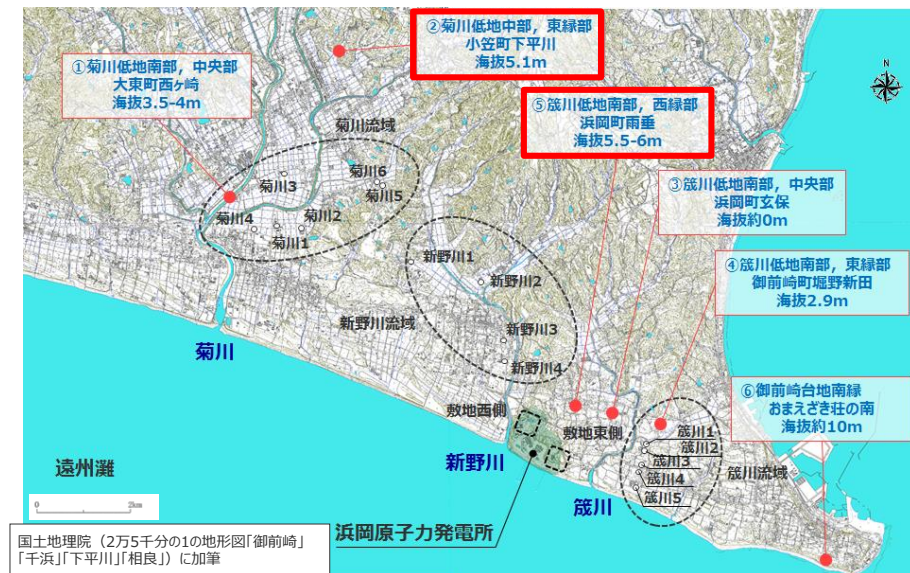 ②菊川低地中部，東縁部
小笠町下平川
海抜5.1m
①菊川低地南部，中央部
大東町西ヶ崎
海抜3.5-4m
⑤筬川低地南部，西縁部
浜岡町雨垂
海抜5.5-6m
③筬川低地南部，中央部
浜岡町玄保
海抜約0m
④筬川低地南部，東縁部
御前崎町堀野新田
海抜2.9m
⑥御前崎台地南縁
おまえざき荘の南
海抜約10m
N
菊川流域
菊川3
菊川6
菊川5
菊川4
菊川2
菊川1
新野川1
新野川2
新野川流域
新野川3
新野川4
菊川
敷地西側
敷地東側
新野川
筬川1
筬川2
筬川3
筬川4
筬川5
筬川流域
筬川
遠州灘
0 2km
浜岡原子力発電所
国土地理院（2万5千分の1の地形図「御前崎」
「千浜」「下平川」「相良」）に加筆